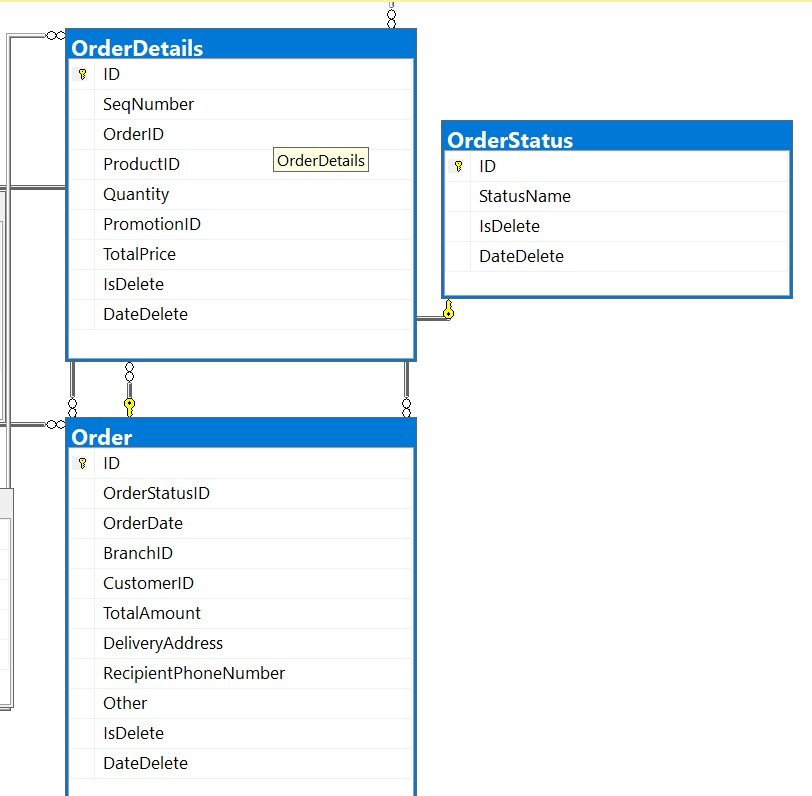 OrderDetails
ID
SeqNumber
OrderID
ProductID
OrderDetails
Quantity
PromotionID
TotalPrice
IsDelete
DateDelete
OrderStatus
ID
StatusName
IsDelete
DateDelete
Order
ID
OrderStatusID
OrderDate
BranchID
CustomerID
TotalAmount
DeliveryAddress
RecipientPhoneNumber
Other
IsDelete
DateDelete